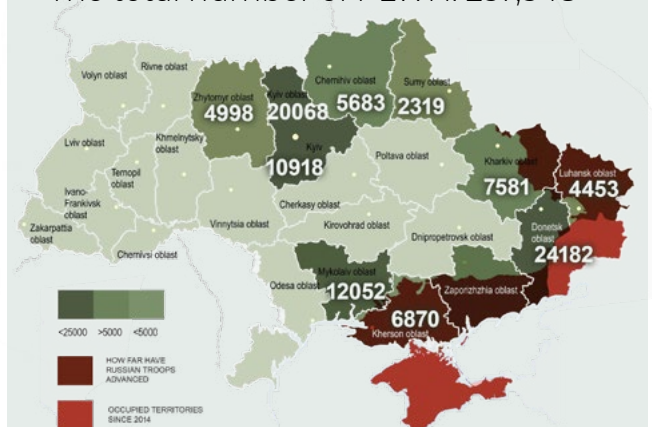 Volyn oblast
Rivne oblast
Zhytomyr oblast
4998
Kyiv oblast
20068
Chernihiv oblast
5683
Sumy oblast
2319
Lviv oblast
Ternopil oblast
Khmelnytsky oblast
Kyiv
10918
Poltava oblast
Kharkiv oblast
7581
Luhansk oblast
4453
Ivano-
Frankivsk
oblast
Zakarpattia
oblast
Chernivsi oblast
Vinnytsia oblast
Cherkasy oblast
Kirovohrad oblast
Dnipropetrovsk oblast
Donetsk
oblast
24182
Odesa oblast
Mykolaiv oblast
12052
Zaporizhzhia oblast
6870
Kherson oblast
<25000 >5000 <5000
HOW FAR HAVE
RUSSIAN TROOPS
ADVANCED
OCCUPIED TERRITORIES
SINCE 2014